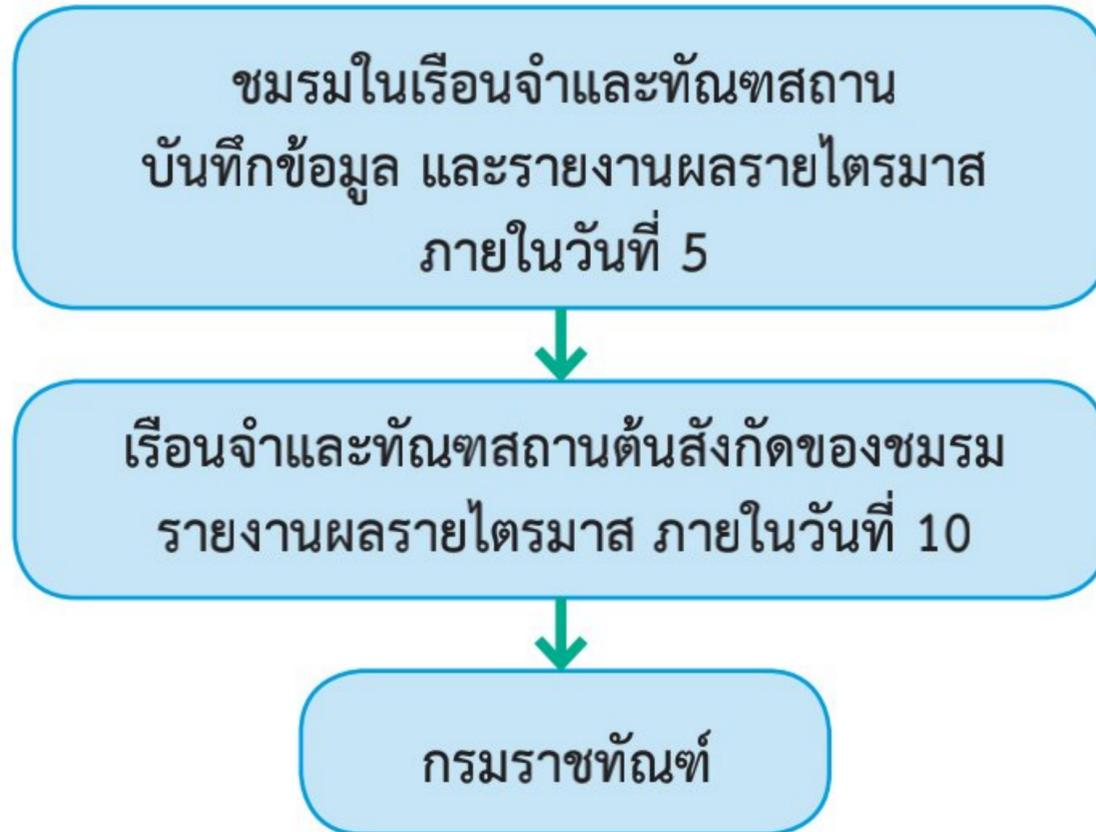 ชมรมในเรือนจำและทัณฑสถาน
บันทึกข้อมูล และรายงานผลรายไตรมาส
ภายในวันที่ 5
เรือนจำและทัณฑสถานต้นสังกัดของชมรม
รายงานผลรายไตรมาส ภายในวันที่ 10
กรมราชทัณฑ์